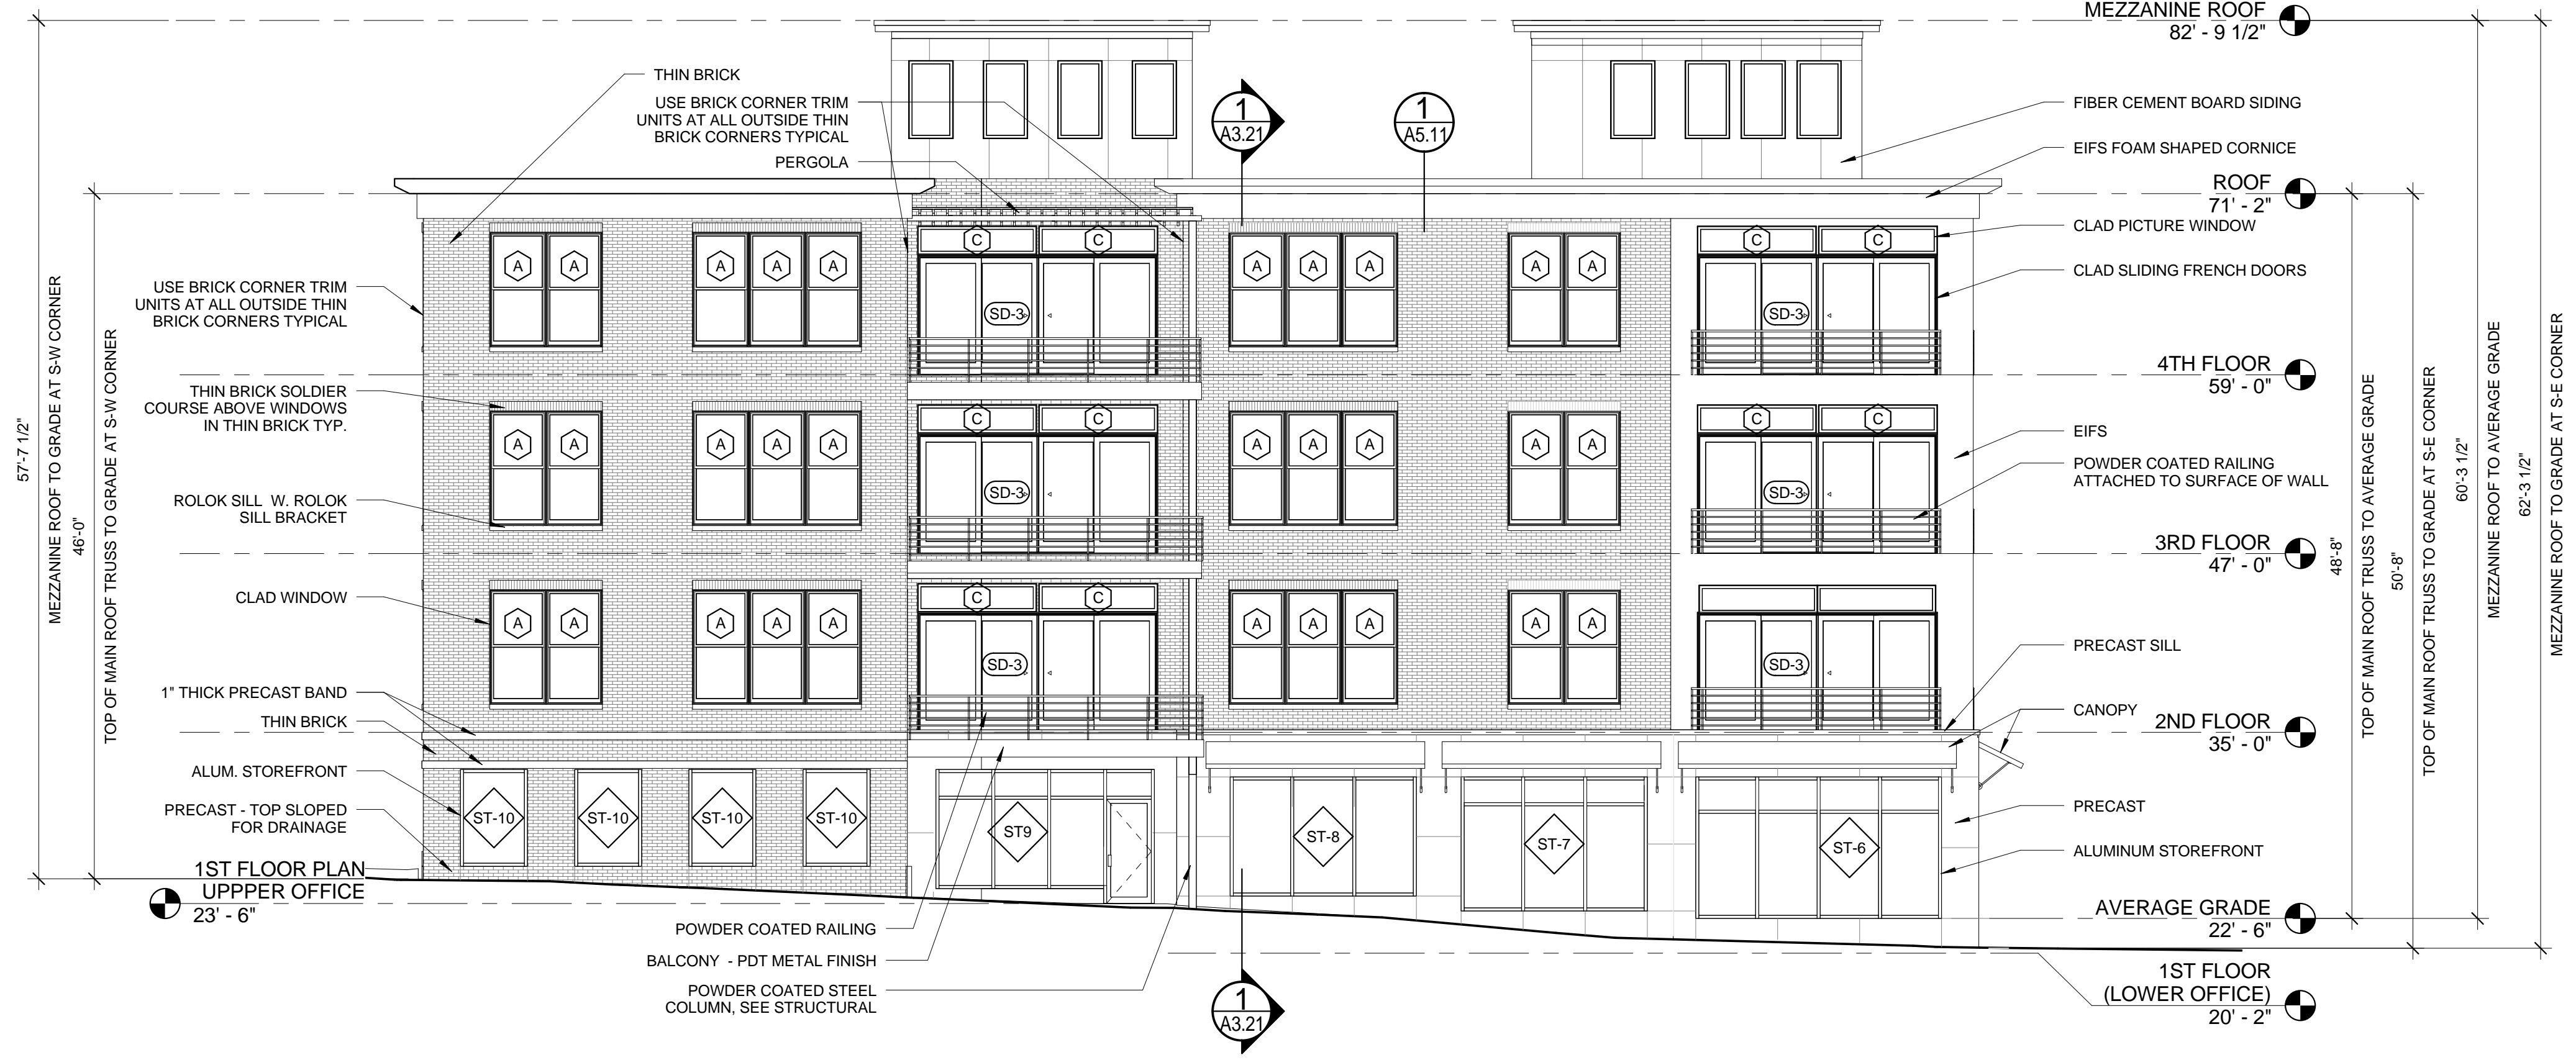 MEZZANINE ROOF
82' - 9 1/2"
THIN BRICK
USE BRICK CORNER TRIM
UNITS AT ALL OUTSIDE THIN
BRICK CORNERS TYPICAL
PERGOLA
1
A3.21
1
A5.11
FIBER CEMENT BOARD SIDING
EIFS FOAM SHAPED CORNICE
ROOF
71' - 2"
CLAD PICTURE WINDOW
CLAD SLIDING FRENCH DOORS
A A A A A C C A A A A A C C
SD-3 SD-3
USE BRICK CORNER TRIM
UNITS AT ALL OUTSIDE THIN
BRICK CORNERS TYPICAL
4TH FLOOR
59' - 0"
THIN BRICK SOLDIER
COURSE ABOVE WINDOWS
IN THIN BRICK TYP.
A A A A A C C A A A A A C C
SD-3 SD-3
EIFS
POWDER COATED RAILING
ATTACHED TO SURFACE OF WALL
ROLOK SILL W. ROLOK
SILL BRACKET
3RD FLOOR
47' - 0"
CLAD WINDOW
A A A A A C C A A A A A
SD-3 SD-3
PRECAST SILL
1" THICK PRECAST BAND
THIN BRICK
CANOPY
2ND FLOOR
35' - 0"
ALUM. STOREFRONT
PRECAST - TOP SLOPED
FOR DRAINAGE
ST-10 ST-10 ST-10 ST-10 ST9 ST-8 ST-7 ST-6
PRECAST
ALUMINUM STOREFRONT
1ST FLOOR PLAN
UPPPER OFFICE
23' - 6"
AVERAGE GRADE
22' - 6"
POWDER COATED RAILING
BALCONY - PDT METAL FINISH
POWDER COATED STEEL
COLUMN, SEE STRUCTURAL
1
A3.21
1ST FLOOR
(LOWER OFFICE)
20' - 2"
57'-7 1/2"
MEZZANINE ROOF TO GRADE AT S-W CORNER
46'-0"
TOP OF MAIN ROOF TRUSS TO GRADE AT S-W CORNER
48'-8"
TOP OF MAIN ROOF TRUSS TO AVERAGE GRADE
50'-8"
TOP OF MAIN ROOF TRUSS TO GRADE AT S-E CORNER
60'-3 1/2"
MEZZANINE ROOF TO AVERAGE GRADE
62'-3 1/2"
MEZZANINE ROOF TO GRADE AT S-E CORNER